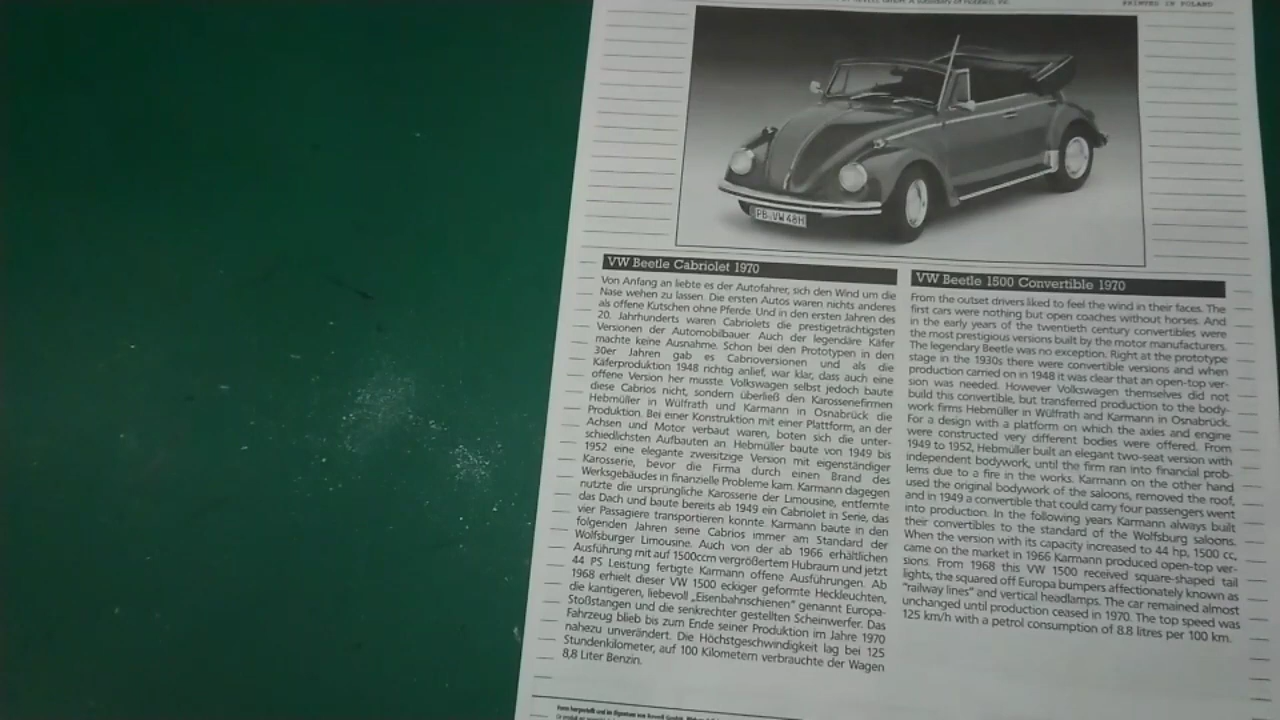 A subsidiary of Hobbico, Inc.
PRINTED IN POLAND
PB VW 48H
VW Beetle Cabriolet 1970
Von Anfang an liebte es der Autofahrer, sich den Wind um die
Nase wehen zu lassen. Die ersten Autos waren nichts anderes
als offene Kutschen ohne Pferde. Und in den ersten Jahren des
20. Jahrhunderts waren Cabriolets die prestigeträchtigsten
Versionen der Automobilbauer Auch der legendäre Käfer
machte keine Ausnahme. Schon bei den Prototypen in den
30er Jahren gab es Cabrioversionen und als die
Käferproduktion 1948 richtig anlief, war klar, dass auch eine
offene Version her musste. Volkswagen selbst jedoch baute
diese Cabrios nicht, sondern überließ den Karossenefirmen
Hebmüller in Wülfrath und Karmann in Osnabrück die
Produktion. Bei einer Konstruktion mit einer Plattform, an der
Achsen und Motor verbaut waren, boten sich die unter-
schiedlichsten Aufbauten an Hebmüller baute von 1949 bis
1952 eine elegante zweisitzige Version mit eigenständiger
Karosserie, bevor die Firma durch einen Brand des
Werksgebäudes in finanzielle Probleme kam. Karmann dagegen
nutzte die ursprüngliche Karosserie der Limousine, entfernte
das Dach und baute bereits ab 1949 ein Cabriolet in Serie, das
vier Passagiere transportieren konnte. Karmann baute in den
folgenden Jahren seine Cabrios immer am Standard der
Wolfsburger Limousine. Auch von der ab 1966 erhältlichen
Ausführung mit auf 1500ccm vergrößertem Hubraum und jetzt
44 PS Leistung fertigte Karmann offene Ausführungen. Ab
1968 erhielt dieser VW 1500 eckiger geformte Heckleuchten,
die kantigeren, liebevoll „Eisenbahnschienen" genannt Europa-
Stoßstangen und die senkrechter gestellten Scheinwerfer. Das
Fahrzeug blieb bis zum Ende seiner Produktion im Jahre 1970
nahezu unverändert. Die Höchstgeschwindigkeit lag bei 125
Stundenkilometer, auf 100 Kilometern verbrauchte der Wagen
8,8 Liter Benzin.
VW Beetle 1500 Convertible 1970
From the outset drivers liked to feel the wind in their faces. The
first cars were nothing but open coaches without horses. And
in the early years of the twentieth century convertibles were
the most prestigious versions built by the motor manufacturers.
The legendary Beetle was no exception. Right at the prototype
stage in the 1930s there were convertible versions and when
production carried on in 1948 it was clear that an open-top ver-
sion was needed. However Volkswagen themselves did not
build this convertible, but transferred production to the body-
work firms Hebmüller in Wülfrath and Karmann in Osnabrück.
For a design with a platform on which the axles and engine
were constructed very different bodies were offered. From
1949 to 1952, Hebmüller built an elegant two-seat version with
independent bodywork, until the firm ran into financial prob-
lems due to a fire in the works. Karmann on the other hand
used the original bodywork of the saloons, removed the roof,
and in 1949 a convertible that could carry four passengers went
into production. In the following years Karmann always built
their convertibles to the standard of the Wolfsburg saloons.
When the version with its capacity increased to 44 hp, 1500 cc,
came on the market in 1966 Karmann produced open-top ver-
sions. From 1968 this VW 1500 received square-shaped tail
lights, the squared off Europa bumpers affectionately known as
"railway lines" and vertical headlamps. The car remained almost
unchanged until production ceased in 1970. The top speed was
125 km/h with a petrol consumption of 8.8 litres per 100 km.